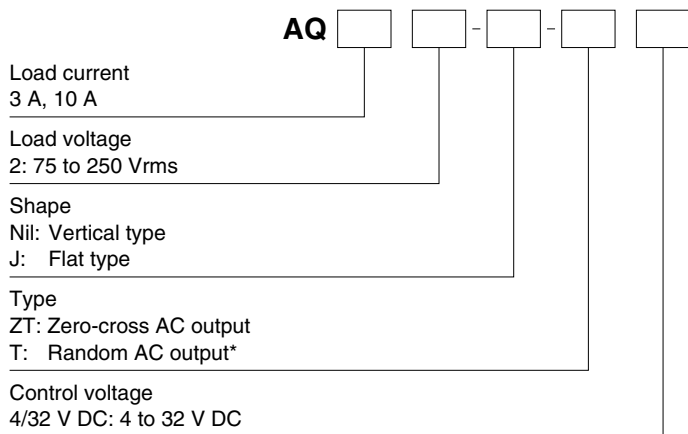 AQ - -
Load current
3 A, 10 A
Load voltage
2: 75 to 250 Vrms
Shape
Nil: Vertical type
J: Flat type
Type
ZT: Zero-cross AC output
T: Random AC output*
Control voltage
4/32 V DC: 4 to 32 V DC